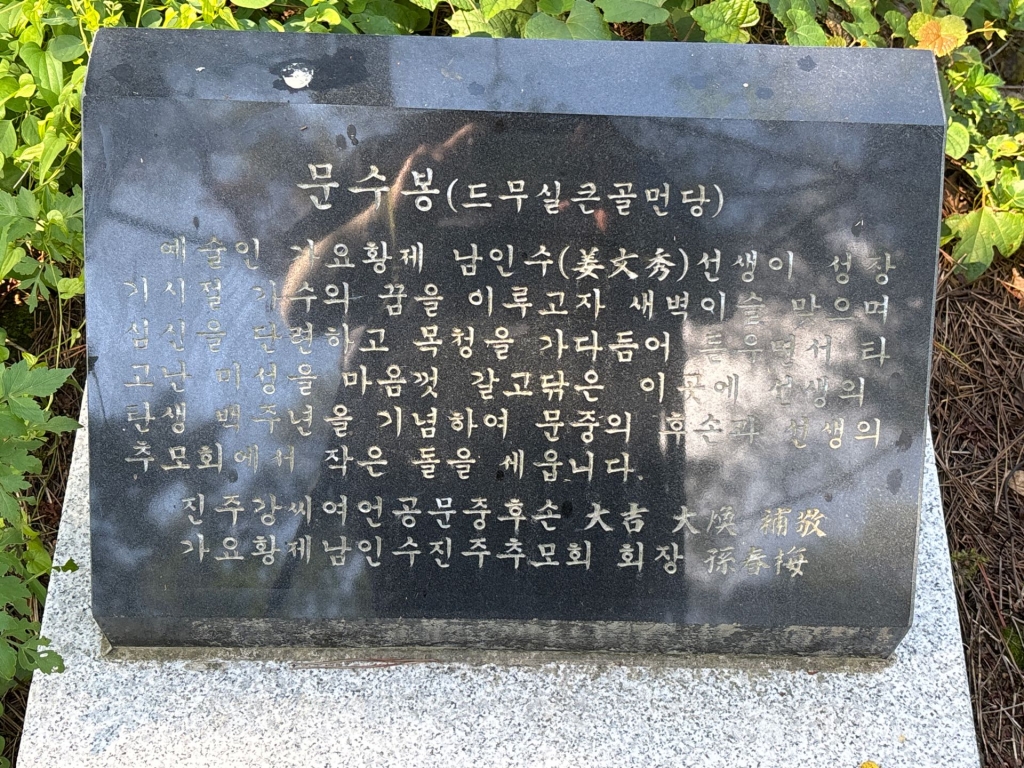 문수봉(드무실큰골먼당)
예술인 가요황제 남인수(姜文秀)선생이 성장
기시절 가수의 꿈을 이루고자 새벽이슬 맞으며
심신을 단련하고 목청을 가다듬어 돋우면서 타
고난 미성을 마음껏 갈고닦은 이곳에 선생의
탄생 백주년을 기념하여 문중의 후손과 선생의
추모회에서 작은 돌을 세웁니다.
진주강씨여언공문중후손 大吉 大煥 補敬
가요황제남인수진주추모회 회장 孫春梅